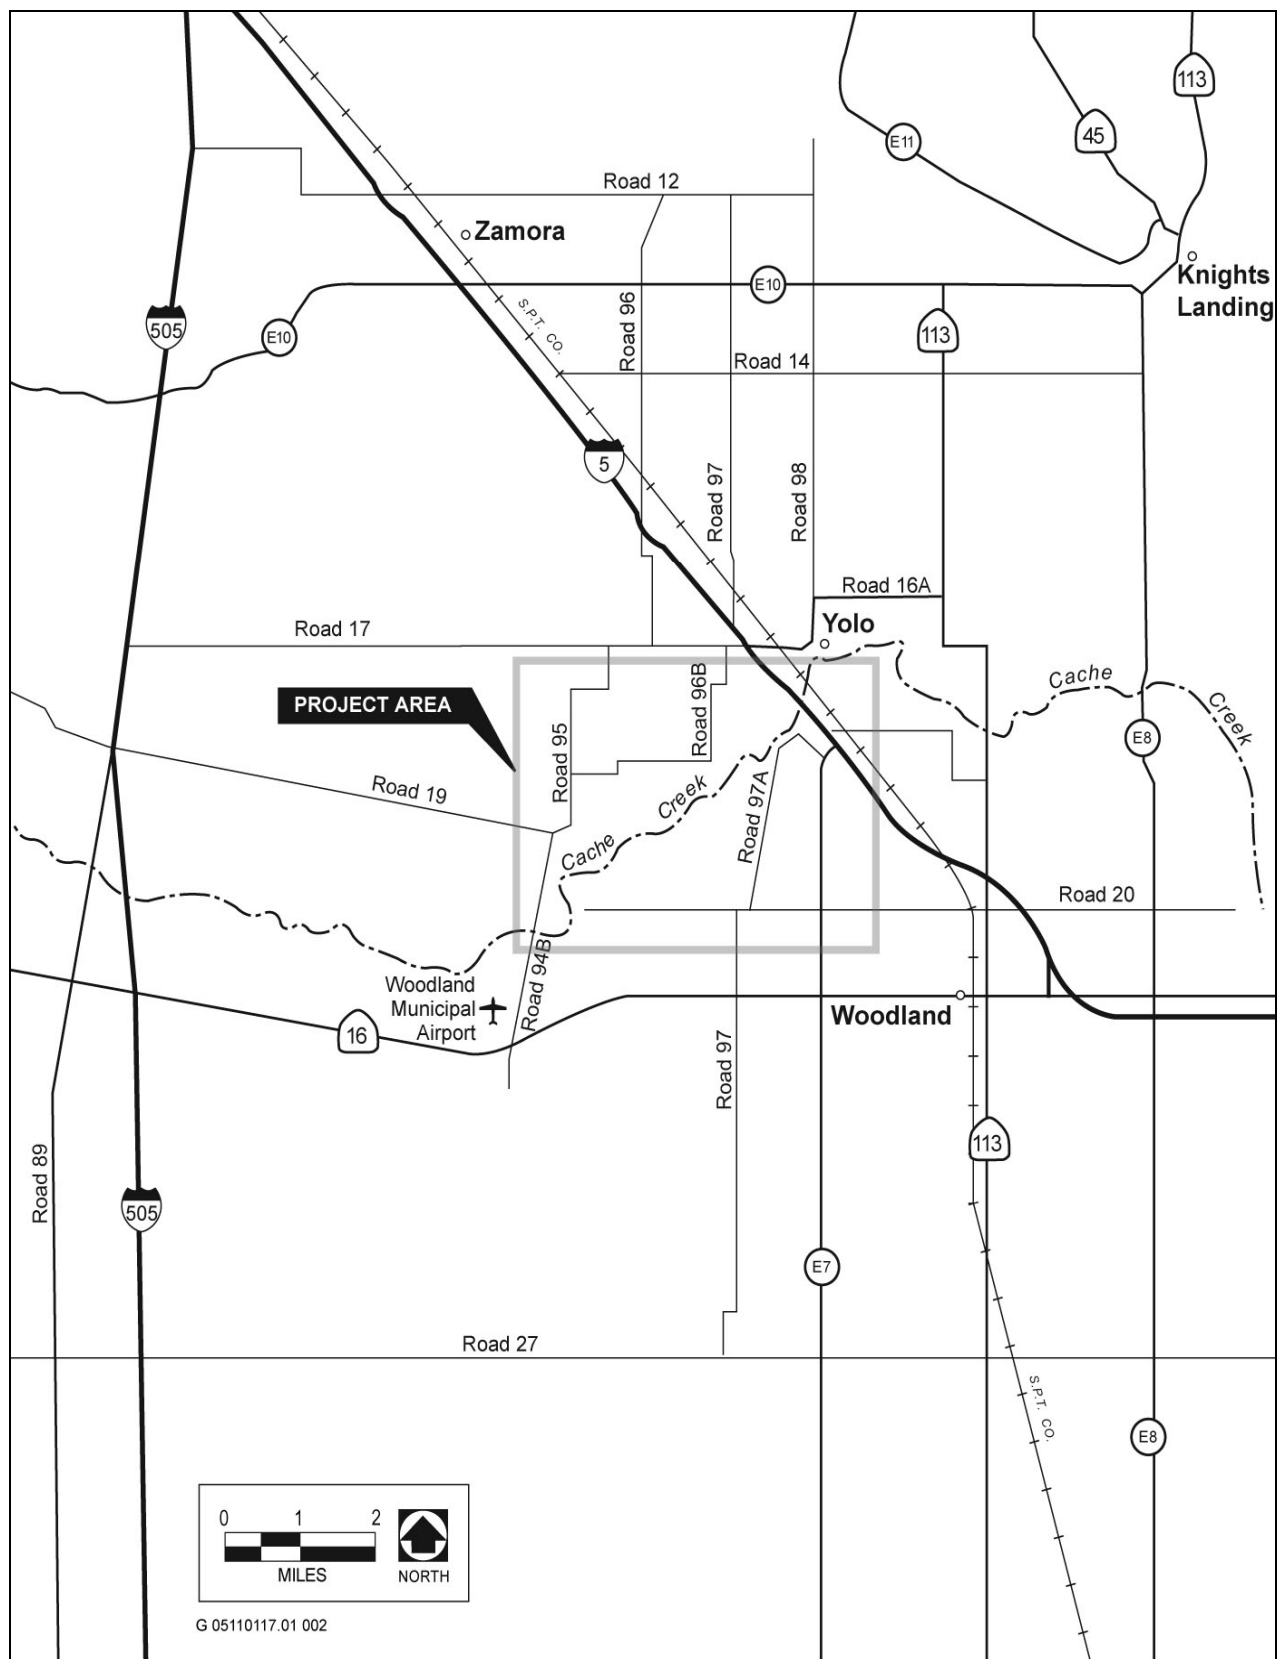 113
45
E11
Road 12
Zamora
Knights
Landing
E10
505
E10
S.P.T. CO.
Road 96
113
Road 14
5
Road 97
Road 98
Road 16A
Yolo
Road 17
Cache
Creek
PROJECT AREA
Road 96B
Road 95
E8
Road 19
Creek
Cache
Road 97A
Road 20
Road 94B
Woodland
Municipal
Airport
Woodland
16
Road 97
113
Road 89
505
E7
Road 27
S.P.T. CO.
E8
0 1 2
MILES
NORTH
G 05110117.01 002